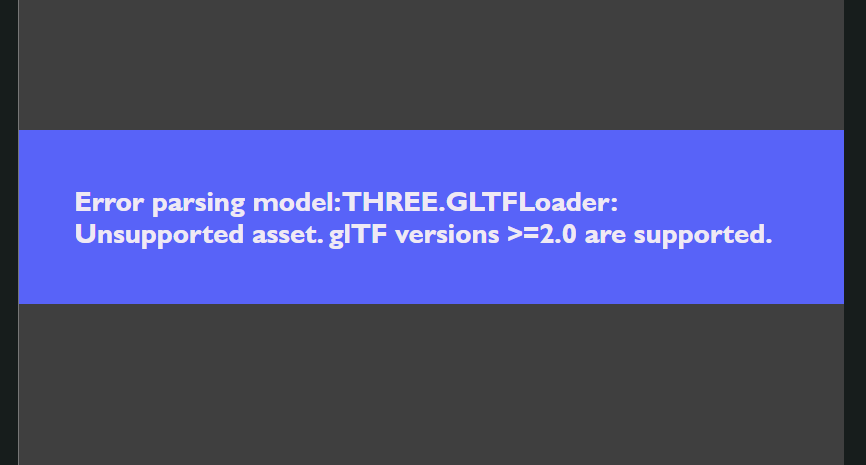 Error parsing model:THREE.GLTFLoader:
Unsupported asset. glTF versions >=2.0 are supported.